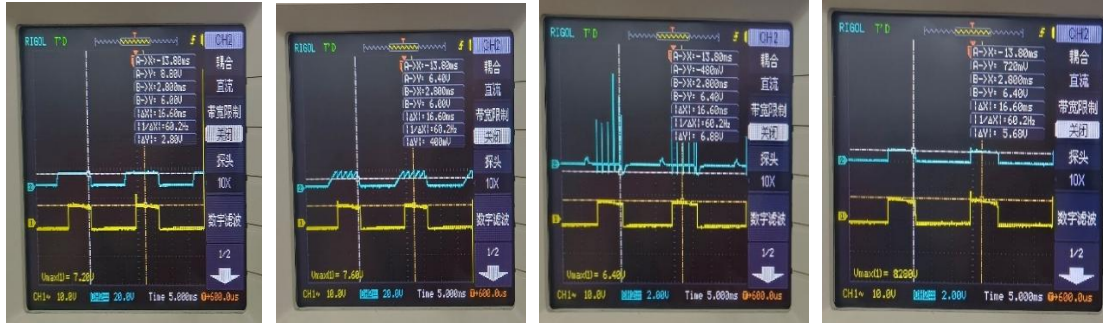 RIGOL T'D
CH2
A->X:-13.80ms
A->Y: 8.80V
B->X:2.800ms
B->Y: 6.00V
|ΔX|:16.60ms
|1/ΔX|:60.2Hz
|ΔY|: 2.80V
耦合
直流
带宽限制
关闭
探头
10X
数字滤波
1/2
Vmax(1)= 7.20V
CH1~ 10.0V CH2 20.0V Time 5.000ms 0+600.0us
RIGOL T'D
CH2
A->X:-13.80ms
A->Y: 6.40V
B->X:2.800ms
B->Y: 6.00V
|ΔX|:16.60ms
|1/ΔX|:60.2Hz
|ΔY|: 400mV
耦合
直流
带宽限制
关闭
探头
10X
数字滤波
1/2
Vmax(1)= 7.60V
CH1~ 10.0V CH2 20.0V Time 5.000ms 0+600.0us
RIGOL T'D
CH2
A->X:-13.80ms
A->Y:-480mV
B->X:2.800ms
B->Y: 6.40V
|ΔX|:16.60ms
|1/ΔX|:60.2Hz
|ΔY|: 6.88V
耦合
直流
带宽限制
关闭
探头
10X
数字滤波
1/2
Vmax(1)= 6.40V
CH1~ 10.0V CH2 2.00V Time 5.000ms 0+600.0us
RIGOL T'D
CH2
A->X:-13.80ms
A->Y: 720mV
B->X:2.800ms
B->Y: 6.40V
|ΔX|:16.60ms
|1/ΔX|:60.2Hz
|ΔY|: 5.68V
耦合
直流
带宽限制
关闭
探头
10X
数字滤波
1/2
CH1~ 10.0V CH2 2.00V Time 5.000ms 0+600.0us